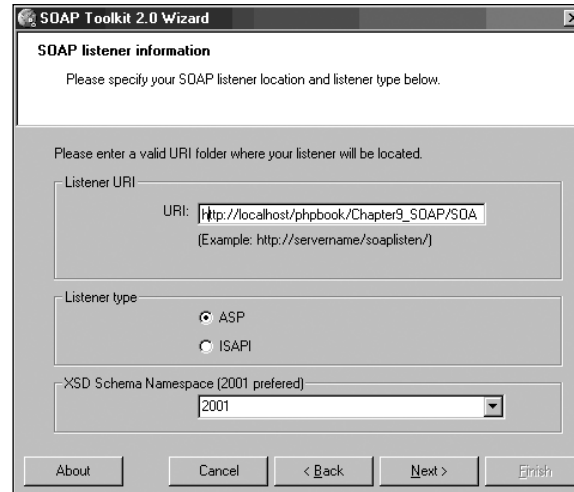 SOAP Toolkit 2.0 Wizard
SOAP listener information
Please specify your SOAP listener location and listener type below.
Please enter a valid URI folder where your listener will be located.
Listener URI
URI: http://localhost/phpbook/Chapter9_SOAP/SOA
(Example: http://servername/soaplisten/)
Listener type
ASP
ISAPI
XSD Schema Namespace (2001 prefered)
2001
About Cancel < Back Next > Finish